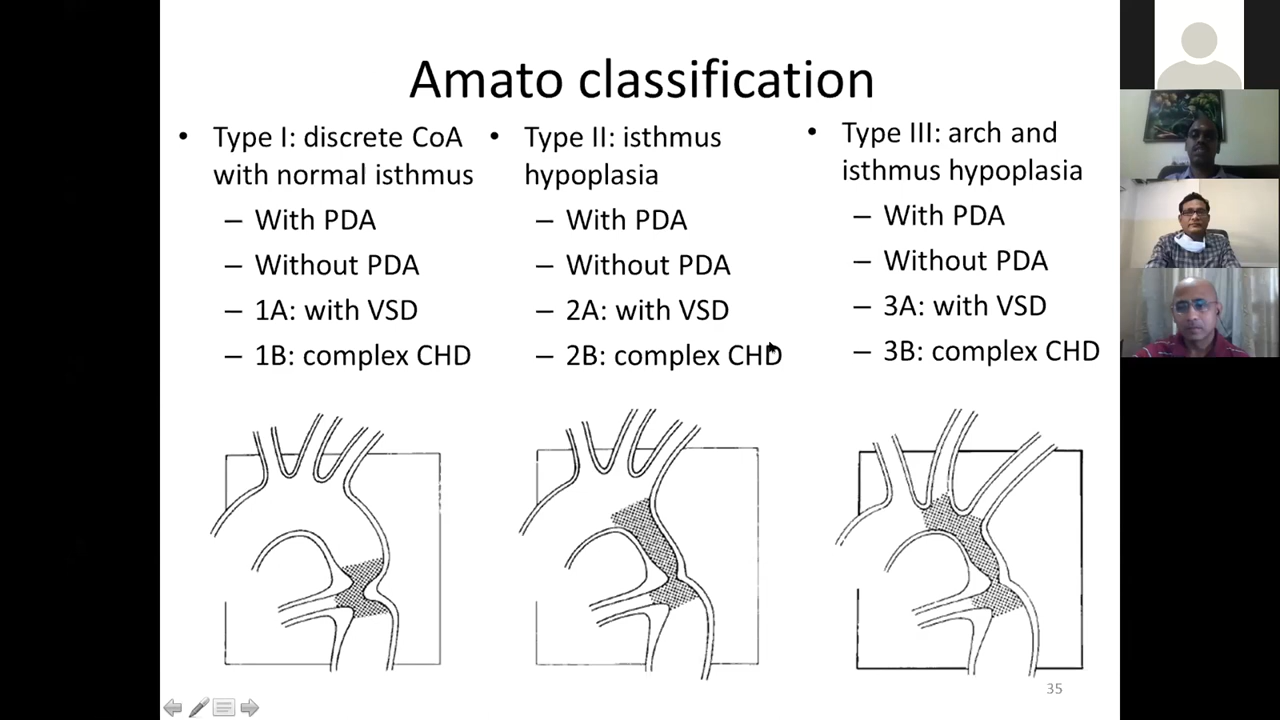 Amato classification
• Type I: discrete CoA
with normal isthmus
– With PDA
– Without PDA
– 1A: with VSD
– 1B: complex CHD
• Type II: isthmus
hypoplasia
– With PDA
– Without PDA
– 2A: with VSD
– 2B: complex CHD
• Type III: arch and
isthmus hypoplasia
– With PDA
– Without PDA
– 3A: with VSD
– 3B: complex CHD
35